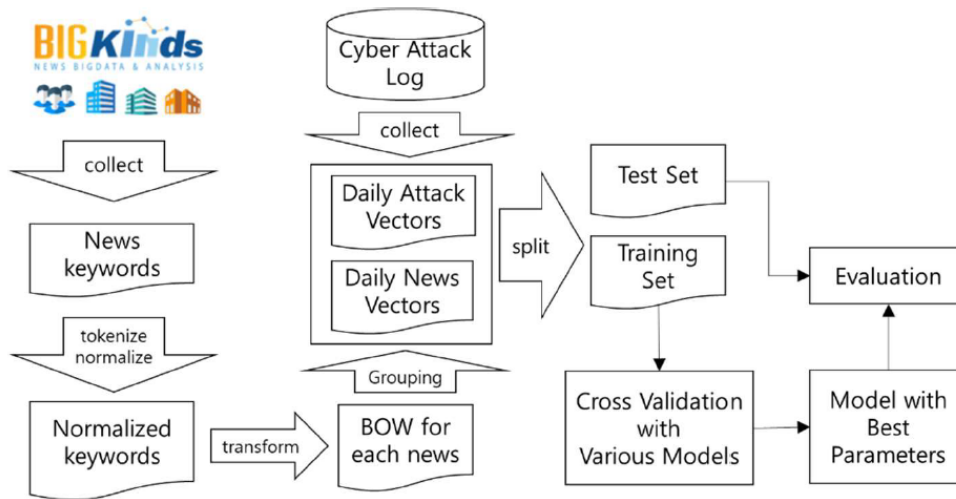 BIGKinds
NEWS BIGDATA & ANALYSIS
collect
News
keywords
tokenize
normalize
Normalized
keywords
transform
BOW for
each news
Grouping
Cyber Attack
Log
collect
Daily Attack
Vectors
Daily News
Vectors
split
Test Set
Training
Set
Cross Validation
with
Various Models
Model with
Best
Parameters
Evaluation